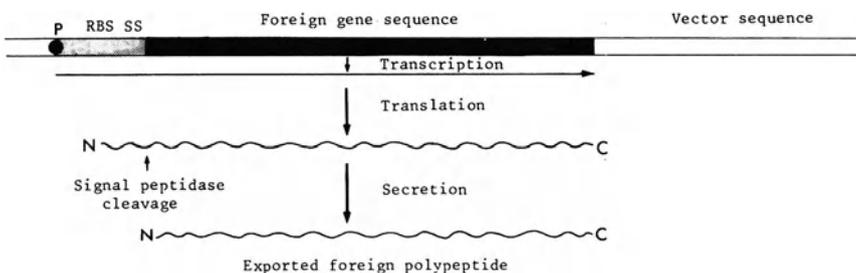 P RBS SS Foreign gene sequence Vector sequence
Transcription
Translation
N C
Signal peptidase
cleavage
Secretion
N C
Exported foreign polypeptide